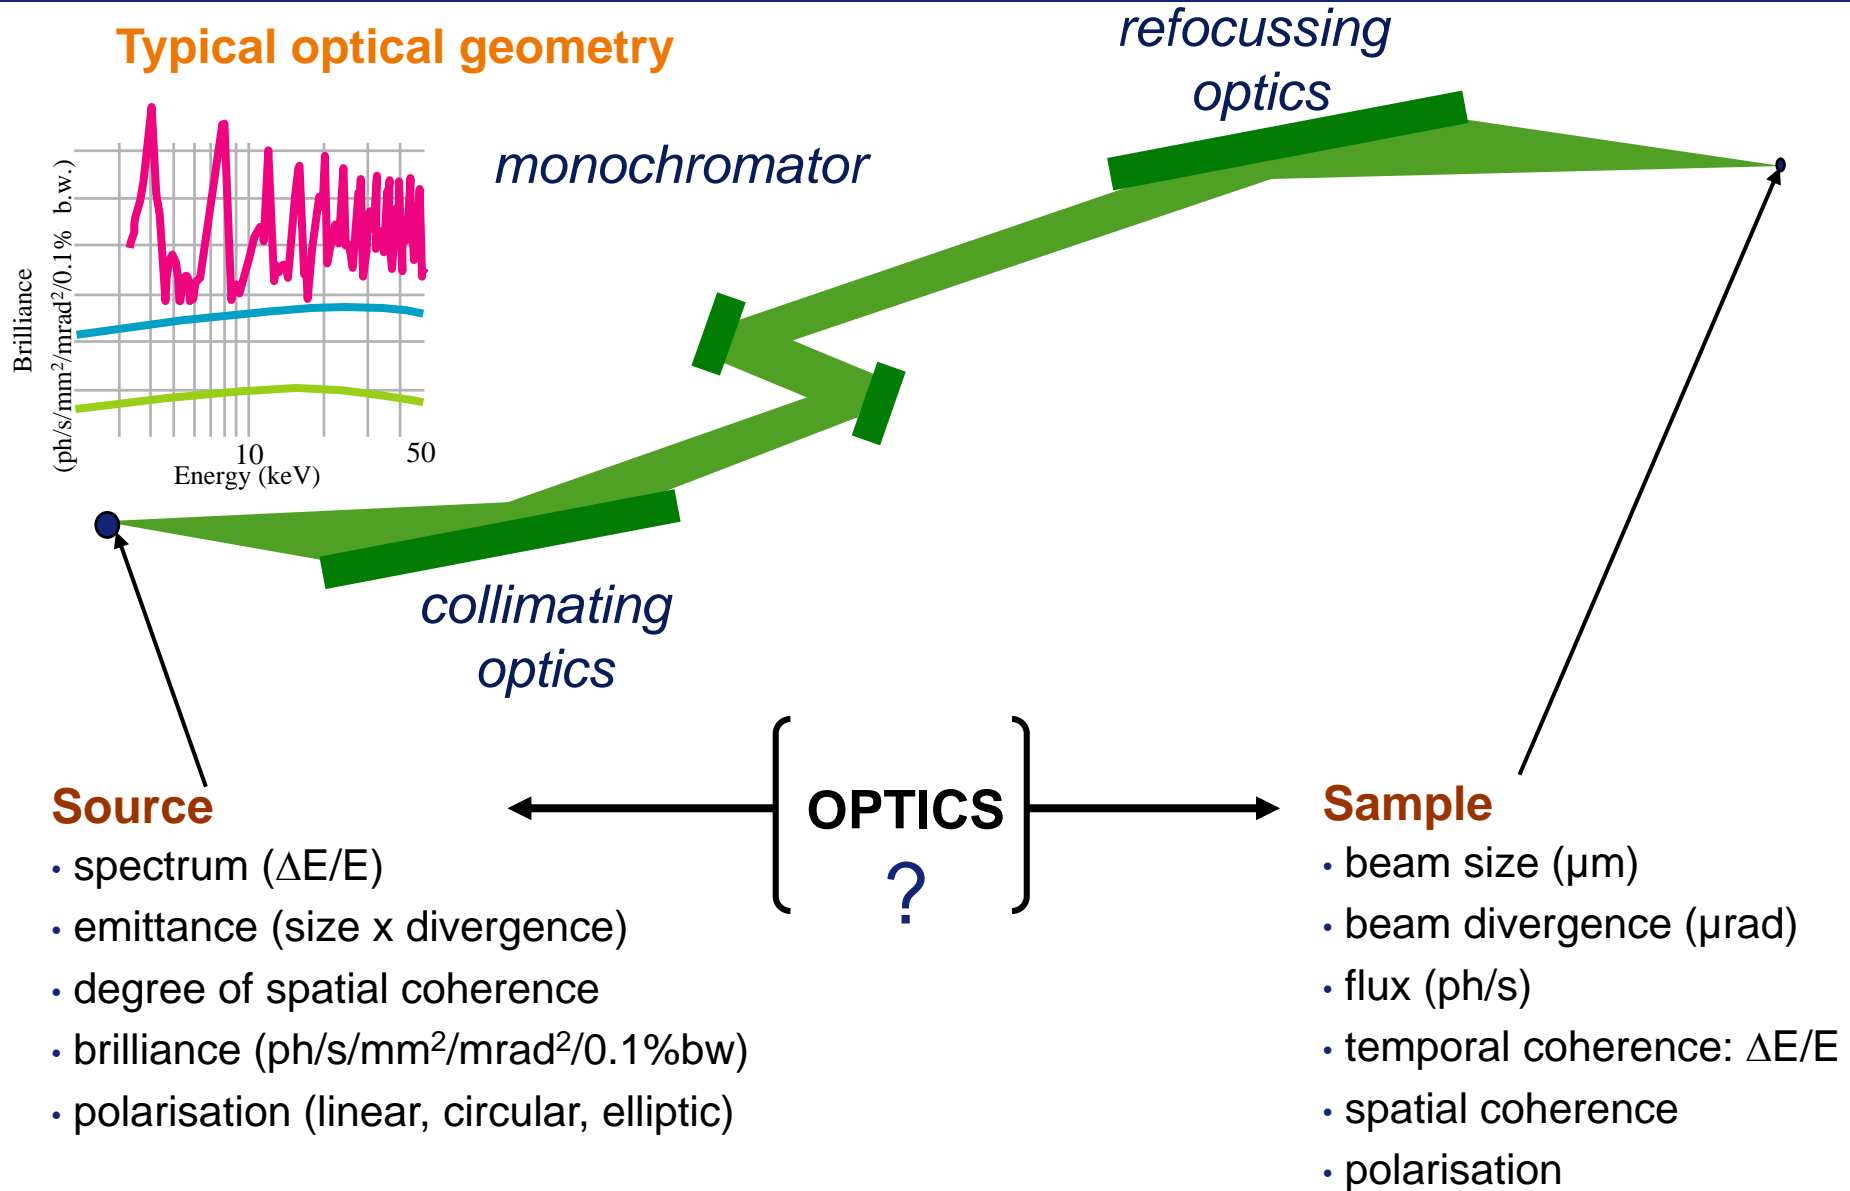 Typical optical geometry
refocussing
optics
monochromator
Brilliance
(ph/s/mm²/mrad²/0.1% b.w.)
10
50
Energy (keV)
collimating
optics
OPTICS
?
Source
• spectrum (ΔE/E)
• emittance (size x divergence)
• degree of spatial coherence
• brilliance (ph/s/mm²/mrad²/0.1%bw)
• polarisation (linear, circular, elliptic)
Sample
• beam size (µm)
• beam divergence (µrad)
• flux (ph/s)
• temporal coherence: ΔE/E
• spatial coherence
• polarisation